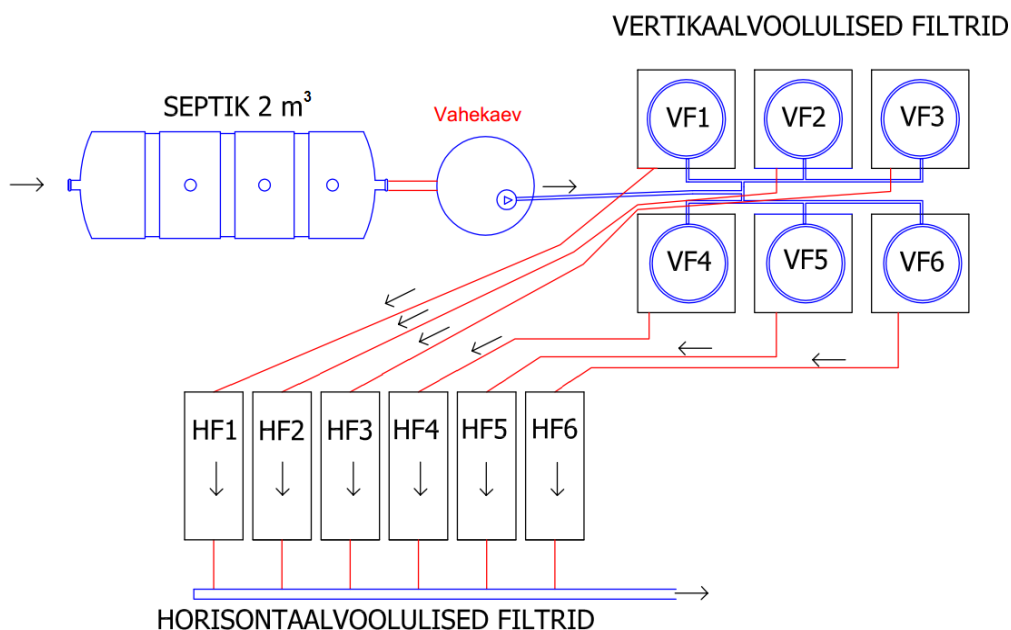 VERTIKAALVOOLULISED FILTRID
SEPTIK 2 m³
Vahekaev
VF1 VF2 VF3
VF4 VF5 VF6
HF1 HF2 HF3 HF4 HF5 HF6
HORISONTAALVOOLULISED FILTRID